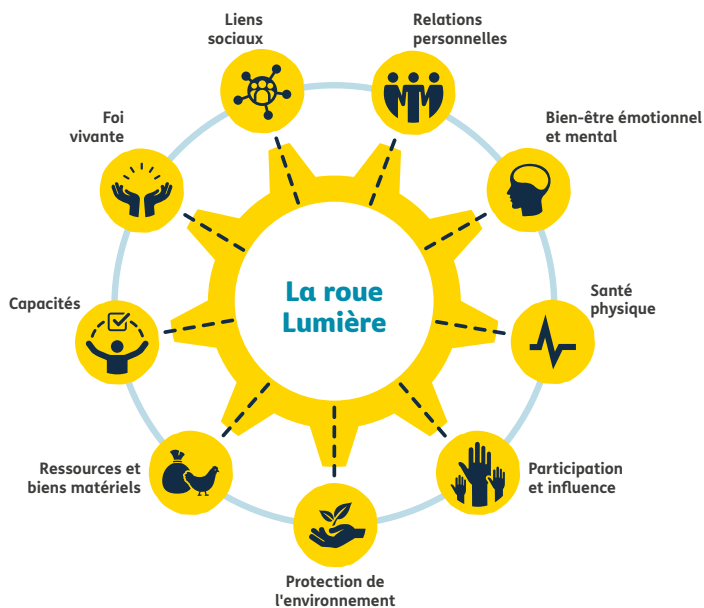 Liens
sociaux
Relations
personnelles
Foi
vivante
Bien-être émotionnel
et mental
Capacités
La roue
Lumière
Santé
physique
Ressources et
biens matériels
Participation
et influence
Protection de
l'environnement